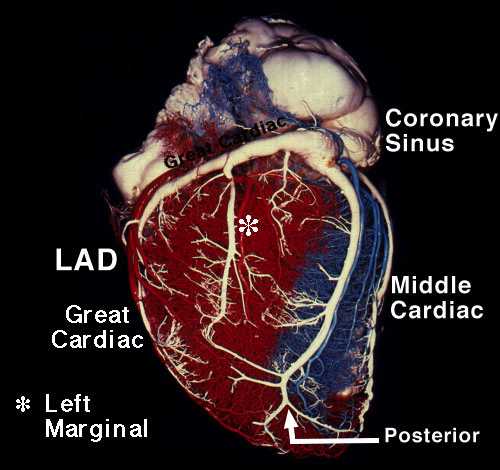 Great Cardiac
Coronary
Sinus
LAD
Great
Cardiac
Middle
Cardiac
* Left
Marginal
Posterior
*